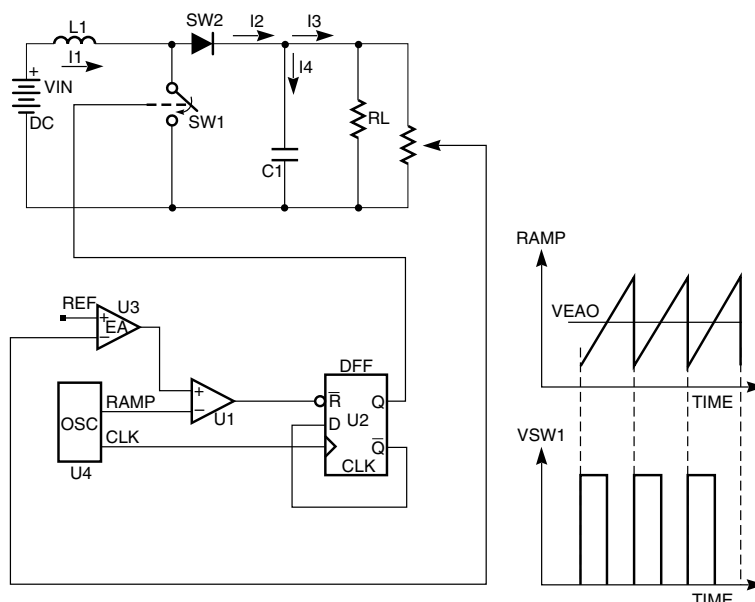 L1
SW2
I2
I3
I1
I4
+
VIN
DC
SW1
RL
C1
REF
U3
+
EA
−
DFF
RAMP
+
−
U1
R
Q
OSC
D
U2
CLK
Q
U4
CLK
RAMP
VEAO
TIME
VSW1
TIME